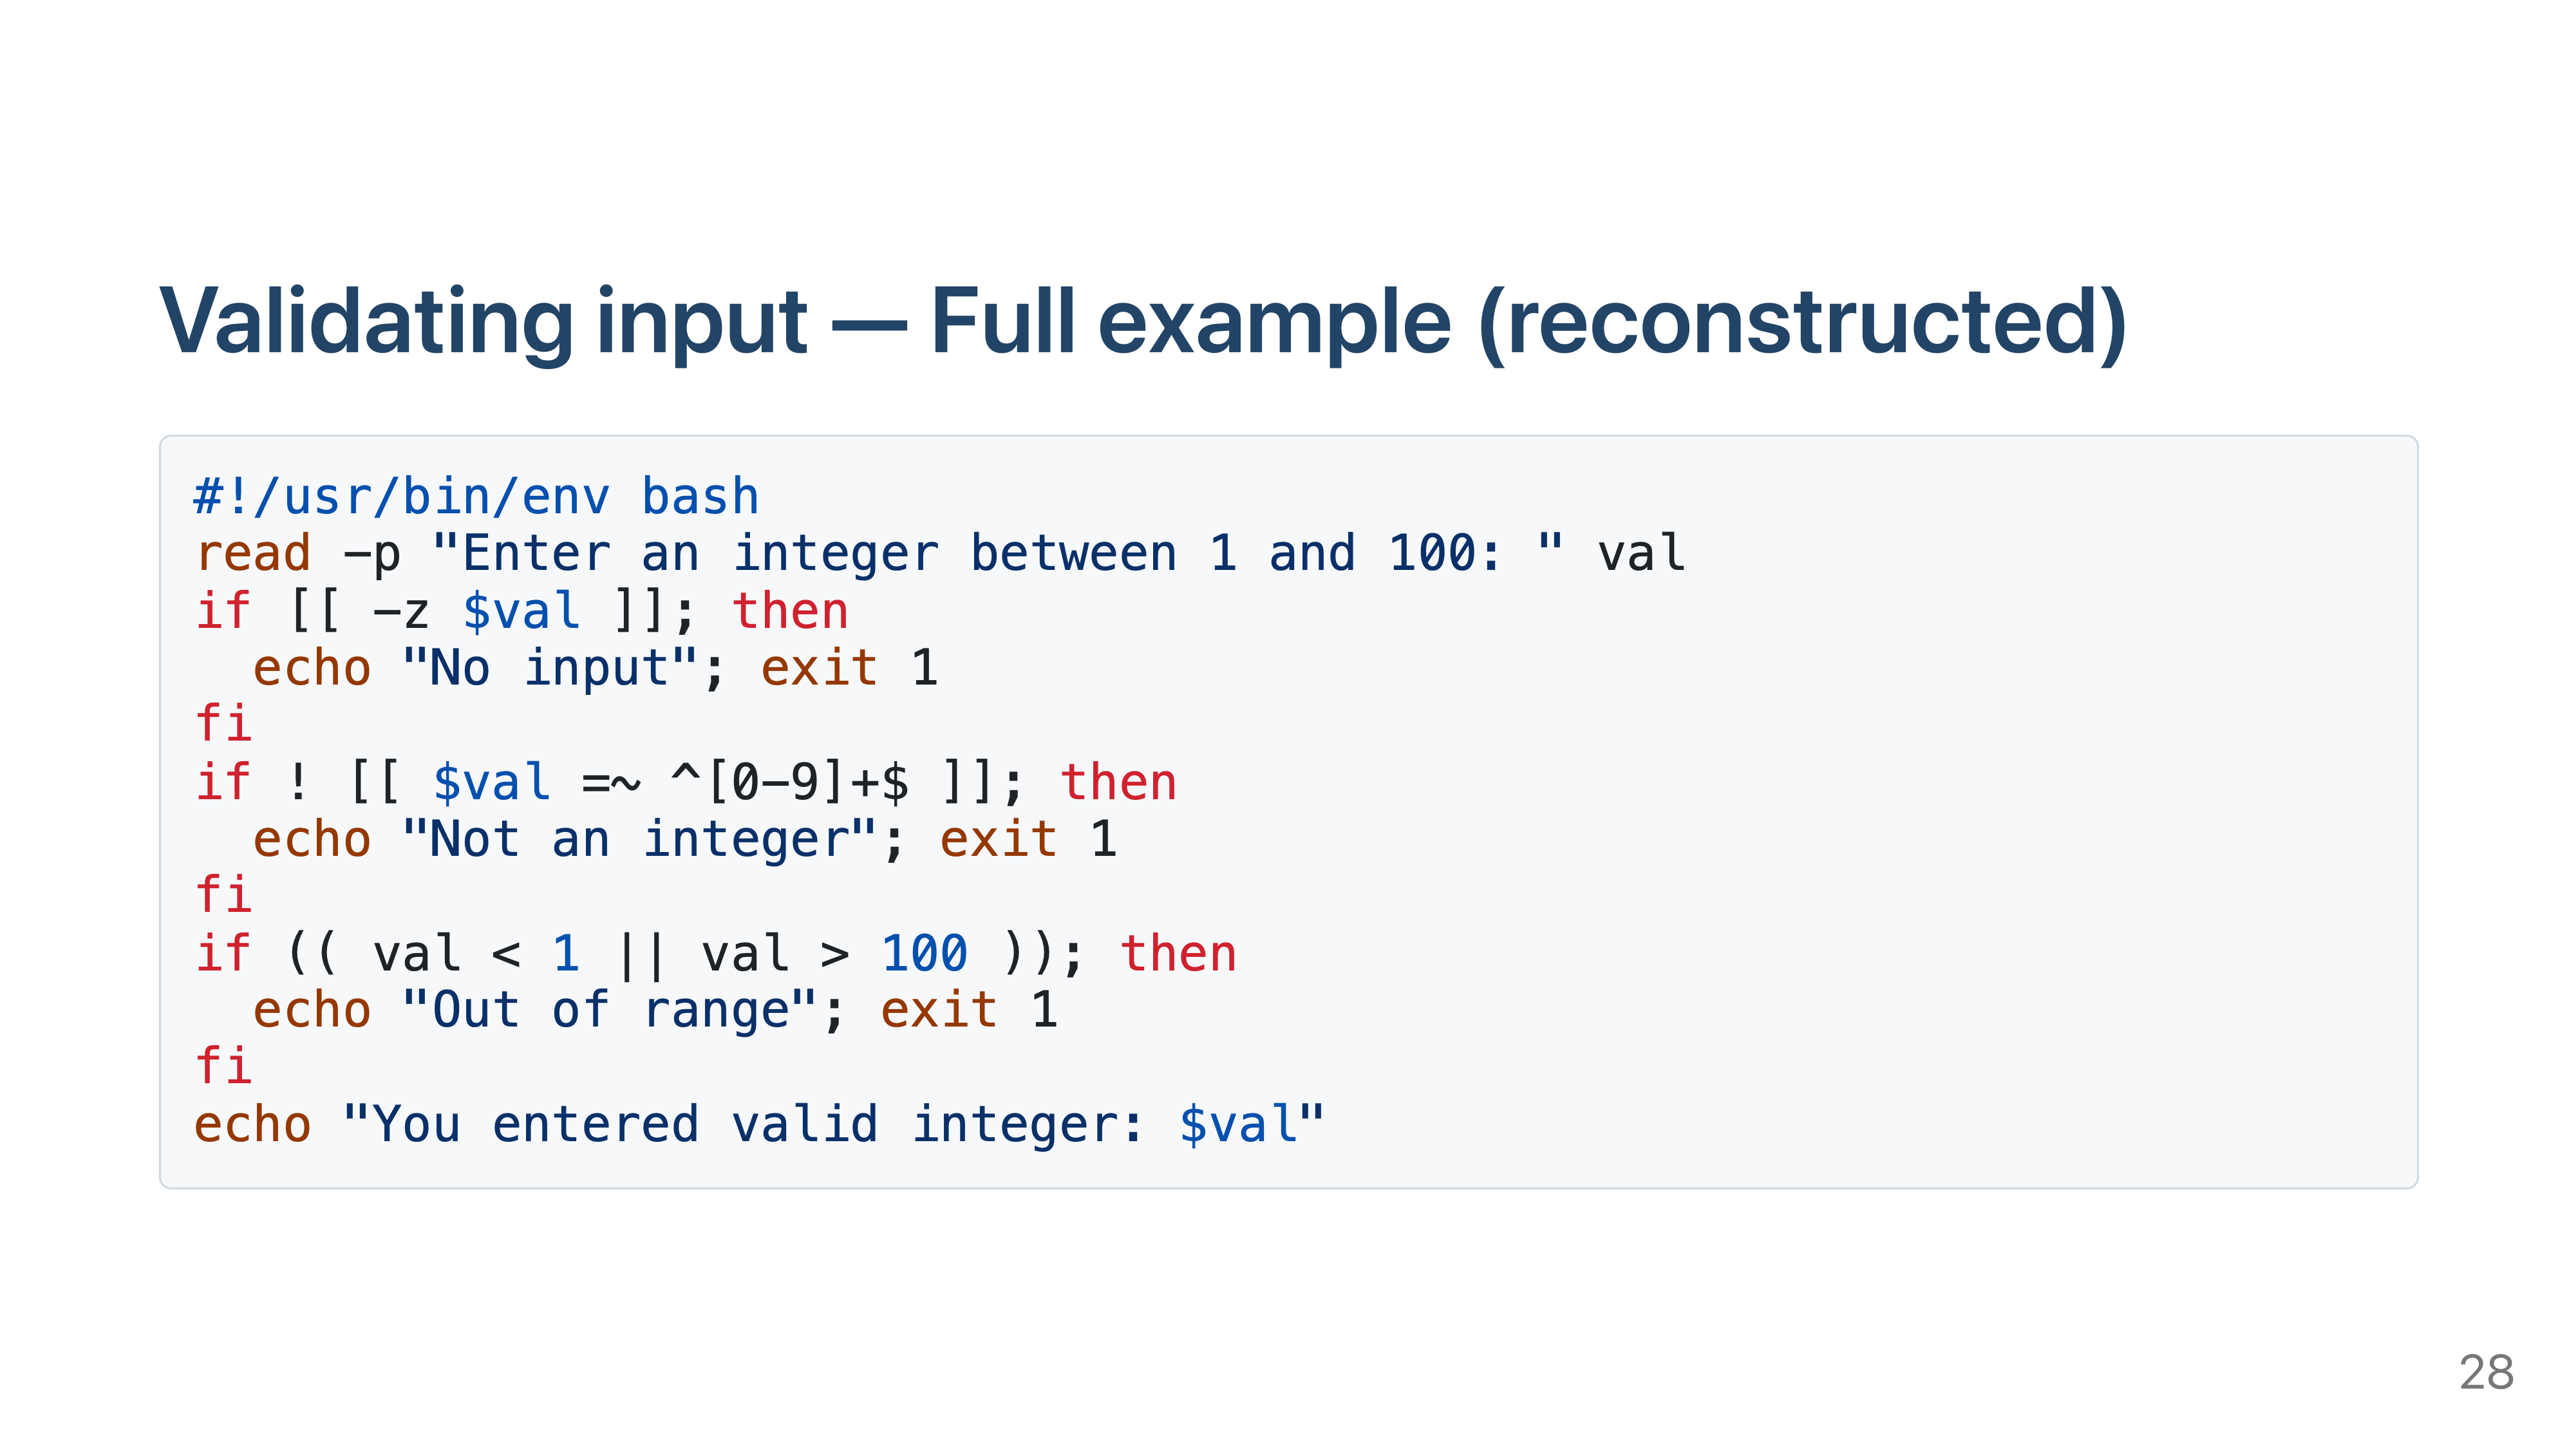 Validating input — Full example (reconstructed)
#!/usr/bin/env bash
read -p "Enter an integer between 1 and 100: " val
if [[ -z $val ]]; then
  echo "No input"; exit 1
fi
if ! [[ $val =~ ^[0-9]+$ ]]; then
  echo "Not an integer"; exit 1
fi
if (( val < 1 || val > 100 )); then
  echo "Out of range"; exit 1
fi
echo "You entered valid integer: $val"
28